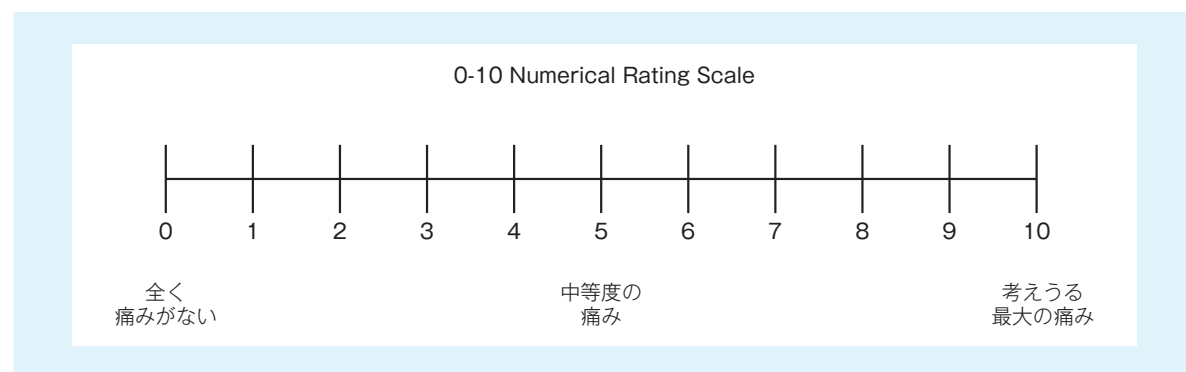 0-10 Numerical Rating Scale
0 1 2 3 4 5 6 7 8 9 10
全く
痛みがない
中等度の
痛み
考えうる
最大の痛み